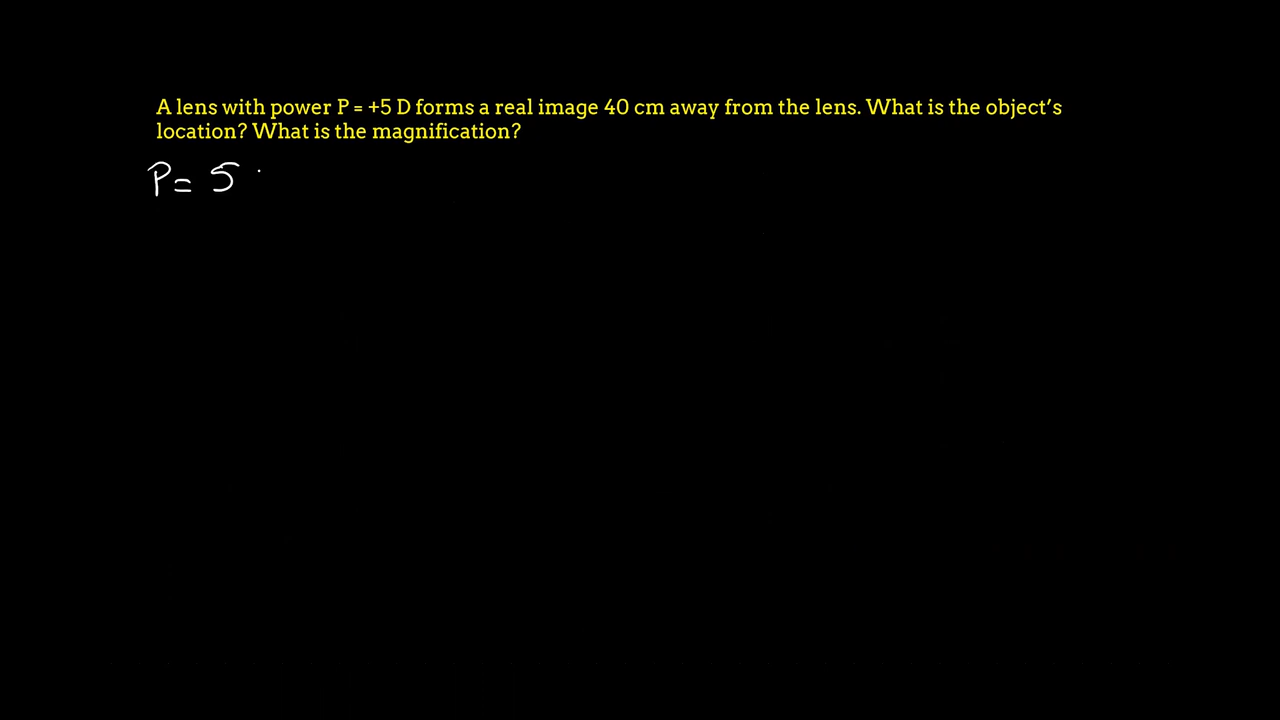 A lens with power P = +5 D forms a real image 40 cm away from the lens. What is the object’s
location? What is the magnification?
P = 5